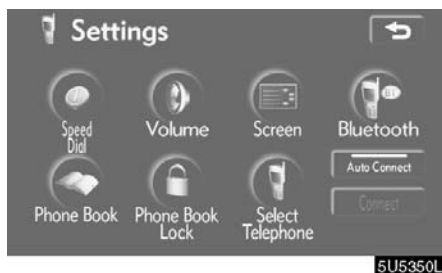 Settings
Speed
Dial
Volume
Screen
Bluetooth
Auto Connect
Phone Book
Phone Book
Lock
Select
Telephone
Connect
5U5350L